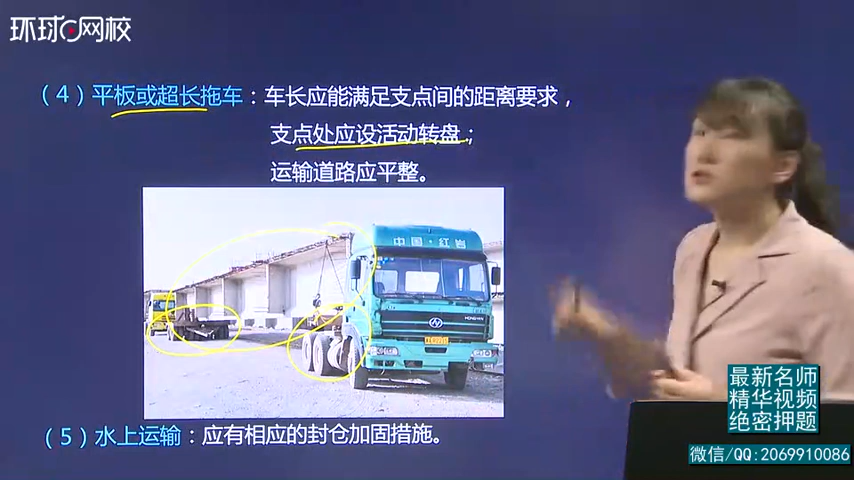 环球网校
（4）平板或超长拖车：车长应能满足支点间的距离要求，
支点处应设活动转盘；
运输道路应平整。
中国·红岩
（5）水上运输：应有相应的封仓加固措施。
最新名师
精华视频
绝密押题
微信/QQ:2069910086